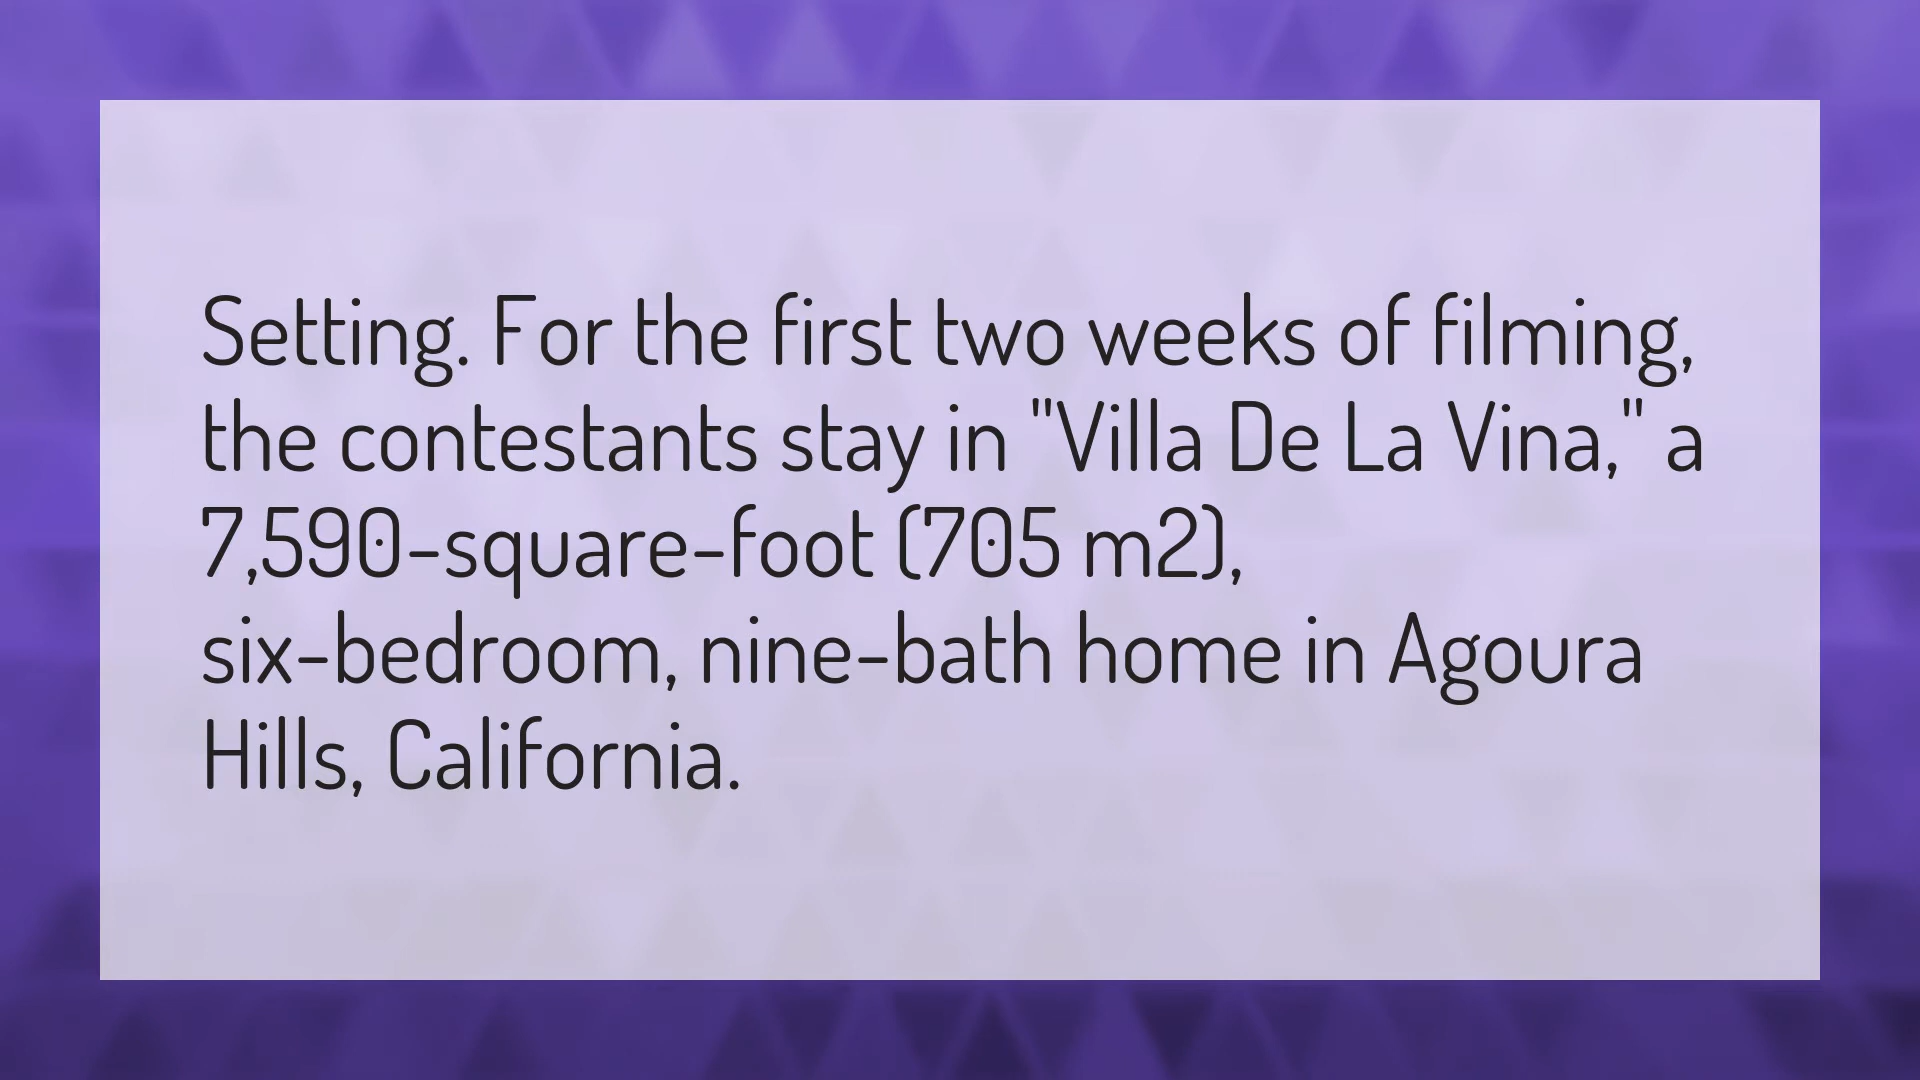 Setting. For the first two weeks of filming,
the contestants stay in "Villa De La Vina," a
7,590-square-foot (705 m2),
six-bedroom, nine-bath home in Agoura
Hills, California.